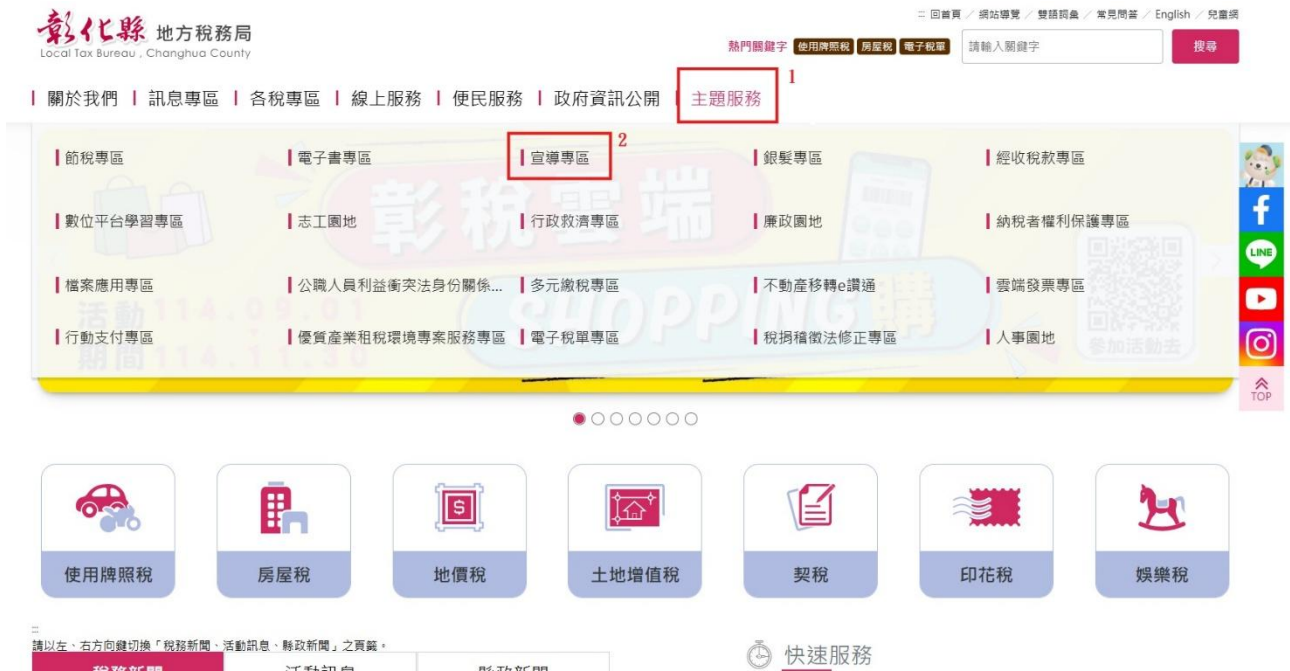 ::: 回首頁 / 網站導覽 / 雙語詞彙 / 常見問答 / English / 兒童網
彰化縣 地方稅務局
Local Tax Bureau , Changhua County
熱門關鍵字 使用牌照稅 房屋稅 電子稅單 請輸入關鍵字 搜尋
1
關於我們 訊息專區 各稅專區 線上服務 便民服務 政府資訊公開 主題服務
2
節稅專區 電子書專區 宣導專區 銀髮專區 經收稅款專區
數位平台學習專區 志工園地 行政救濟專區 廉政園地 納稅者權利保護專區
檔案應用專區 公職人員利益衝突法身份關係... 多元繳稅專區 不動產移轉e讚通 雲端發票專區
行動支付專區 優質產業租稅環境專案服務專區 電子稅單專區 稅捐稽徵法修正專區 人事園地
彰稅雲端
SHOPPING購
活動 114.09.01
期間 114.11.30
參加活動去
LINE
TOP
使用牌照稅 房屋稅 地價稅 土地增值稅 契稅 印花稅 娛樂稅
:::
請以左、右方向鍵切換「稅務新聞、活動訊息、縣政新聞」之頁籤。
稅務新聞 活動訊息 縣政新聞
快速服務